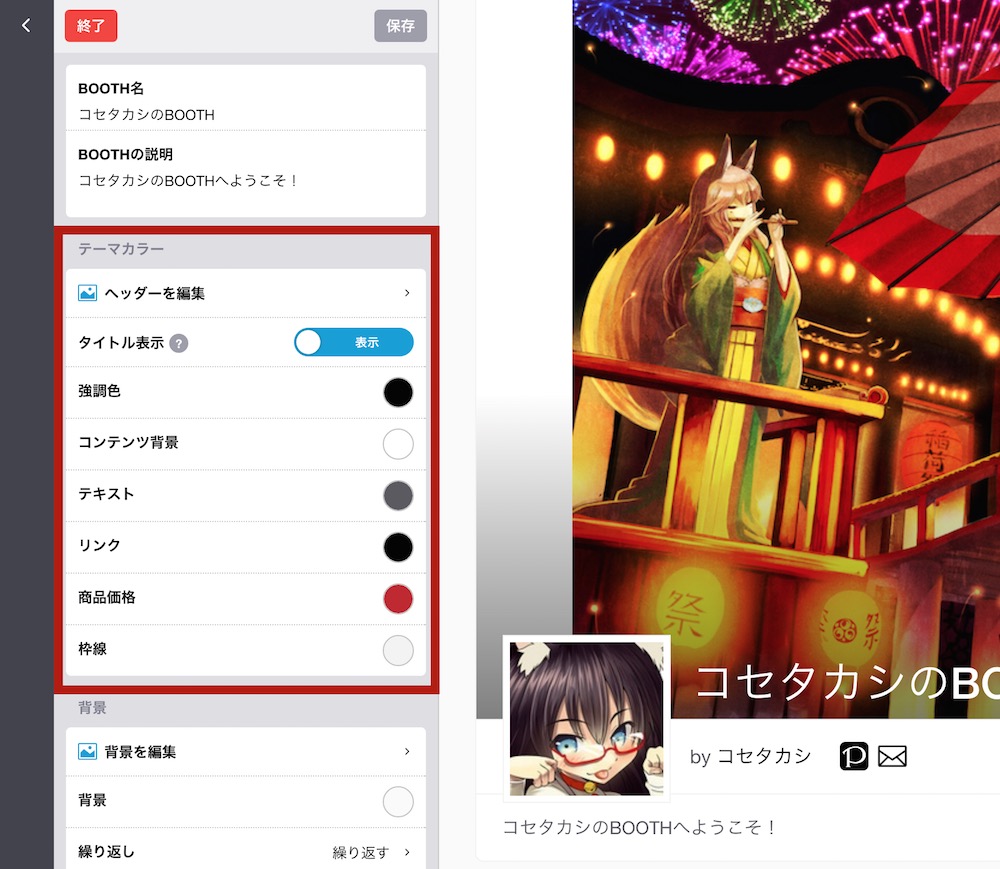 終了
保存
BOOTH名
コセタカシのBOOTH
BOOTHの説明
コセタカシのBOOTHへようこそ！
テーマカラー
ヘッダーを編集
タイトル表示 ?
表示
強調色
コンテンツ背景
テキスト
リンク
商品価格
枠線
背景
背景を編集
背景
繰り返し
繰り返す
稲荷
祭
祭
コセタカシのBO
by コセタカシ
P
コセタカシのBOOTHへようこそ！